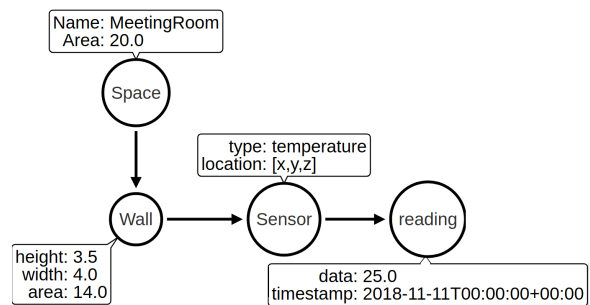 Name: MeetingRoom
Area: 20.0
Space
type: temperature
location: [x,y,z]
Wall
Sensor
reading
height: 3.5
width: 4.0
area: 14.0
data: 25.0
timestamp: 2018-11-11T00:00:00+00:00